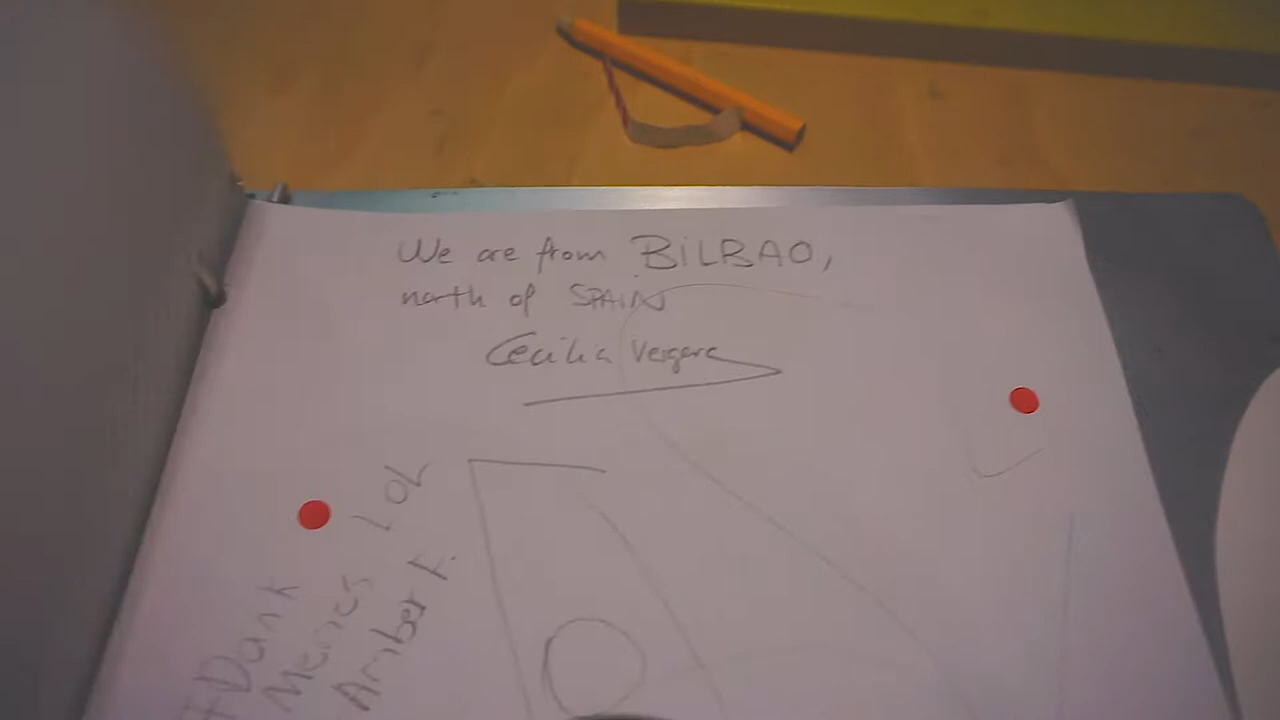 We are from BiLBAO,
north of SPAIN
Cecilia Vergara
LOL
#Dank
Memes
Amber F.